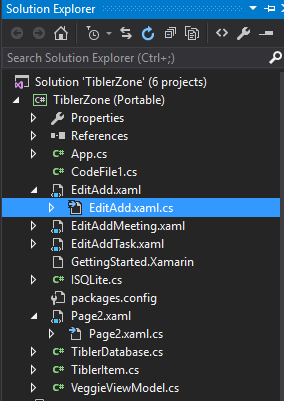 Solution Explorer
Search Solution Explorer (Ctrl+;)
Solution 'TiblerZone' (6 projects)
C# TiblerZone (Portable)
Properties
References
C# App.cs
C# CodeFile1.cs
EditAdd.xaml
EditAdd.xaml.cs
EditAddMeeting.xaml
EditAddTask.xaml
GettingStarted.Xamarin
C# ISQLite.cs
packages.config
Page2.xaml
Page2.xaml.cs
C# TiblerDatabase.cs
C# TiblerItem.cs
C# VeggieViewModel.cs